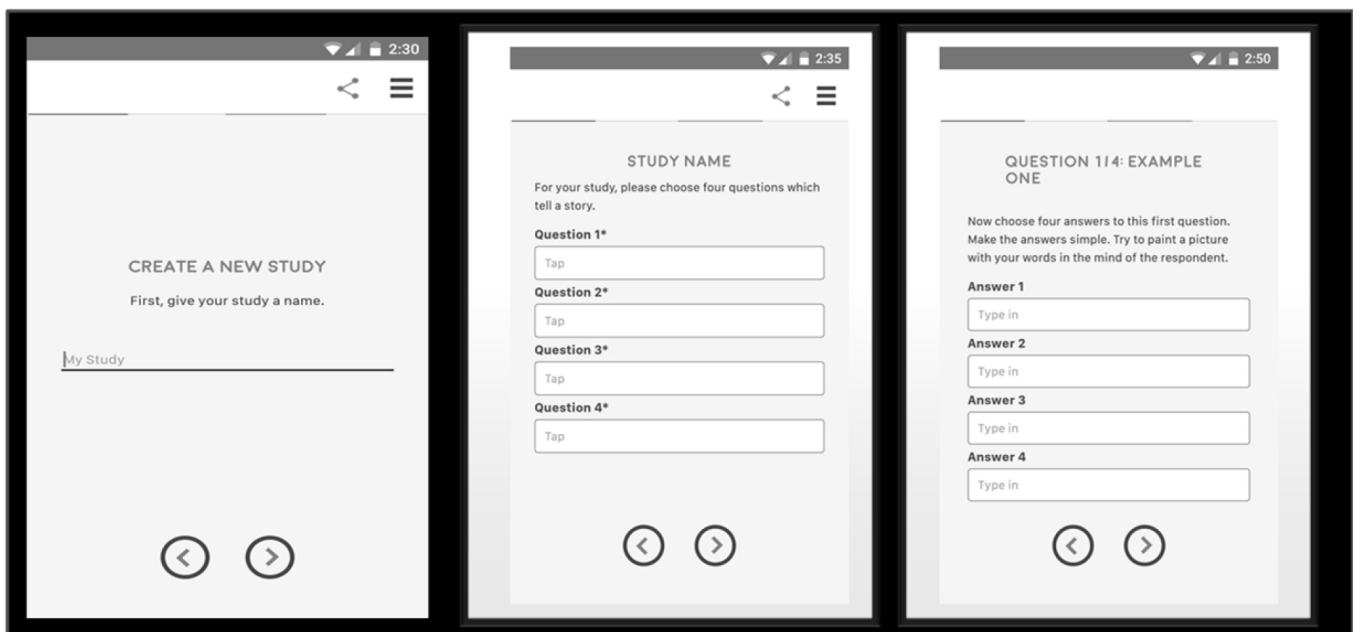 2:30
CREATE A NEW STUDY
First, give your study a name.
My Study
2:35
STUDY NAME
For your study, please choose four questions which
tell a story.
Question 1*
Tap
Question 2*
Tap
Question 3*
Tap
Question 4*
Tap
2:50
QUESTION 1/4: EXAMPLE
ONE
Now choose four answers to this first question.
Make the answers simple. Try to paint a picture
with your words in the mind of the respondent.
Answer 1
Type in
Answer 2
Type in
Answer 3
Type in
Answer 4
Type in